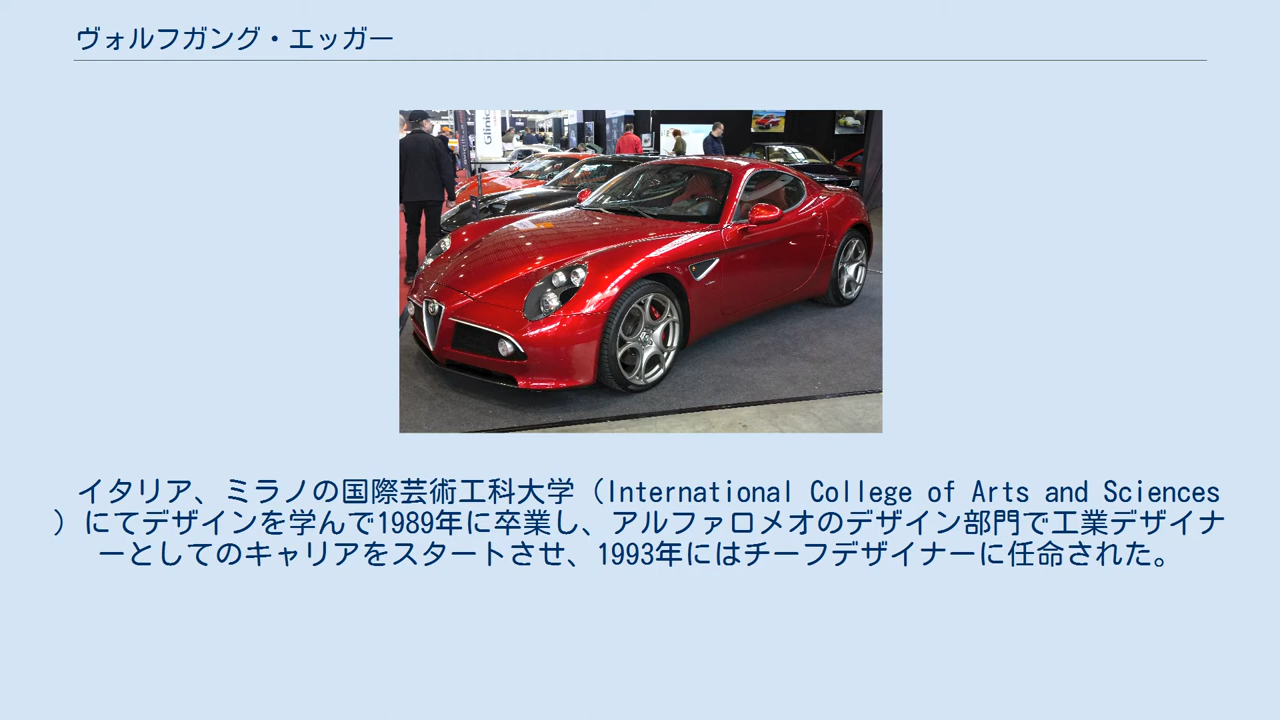 ヴォルフガング・エッガー
Glinic
イタリア、ミラノの国際芸術工科大学（International College of Arts and Sciences
）にてデザインを学んで1989年に卒業し、アルファロメオのデザイン部門で工業デザイナ
ーとしてのキャリアをスタートさせ、1993年にはチーフデザイナーに任命された。